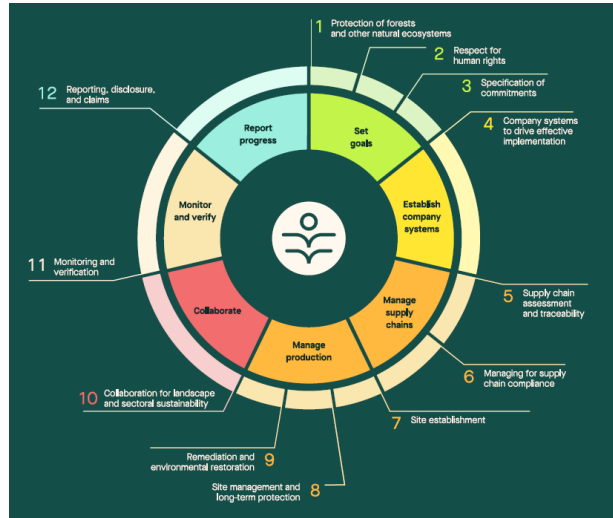 1 Protection of forests
and other natural ecosystems
2 Respect for
human rights
3 Specification of
commitments
4 Company systems
to drive effective
implementation
5 Supply chain
assessment
and traceability
6 Managing for supply
chain compliance
7 Site establishment
8 Site management and
long-term protection
9 Remediation and
environmental restoration
10 Collaboration for landscape
and sectoral sustainability
11 Monitoring and
verification
12 Reporting, disclosure,
and claims
Set
goals
Establish
company
systems
Manage
supply
chains
Manage
production
Collaborate
Monitor
and verify
Report
progress